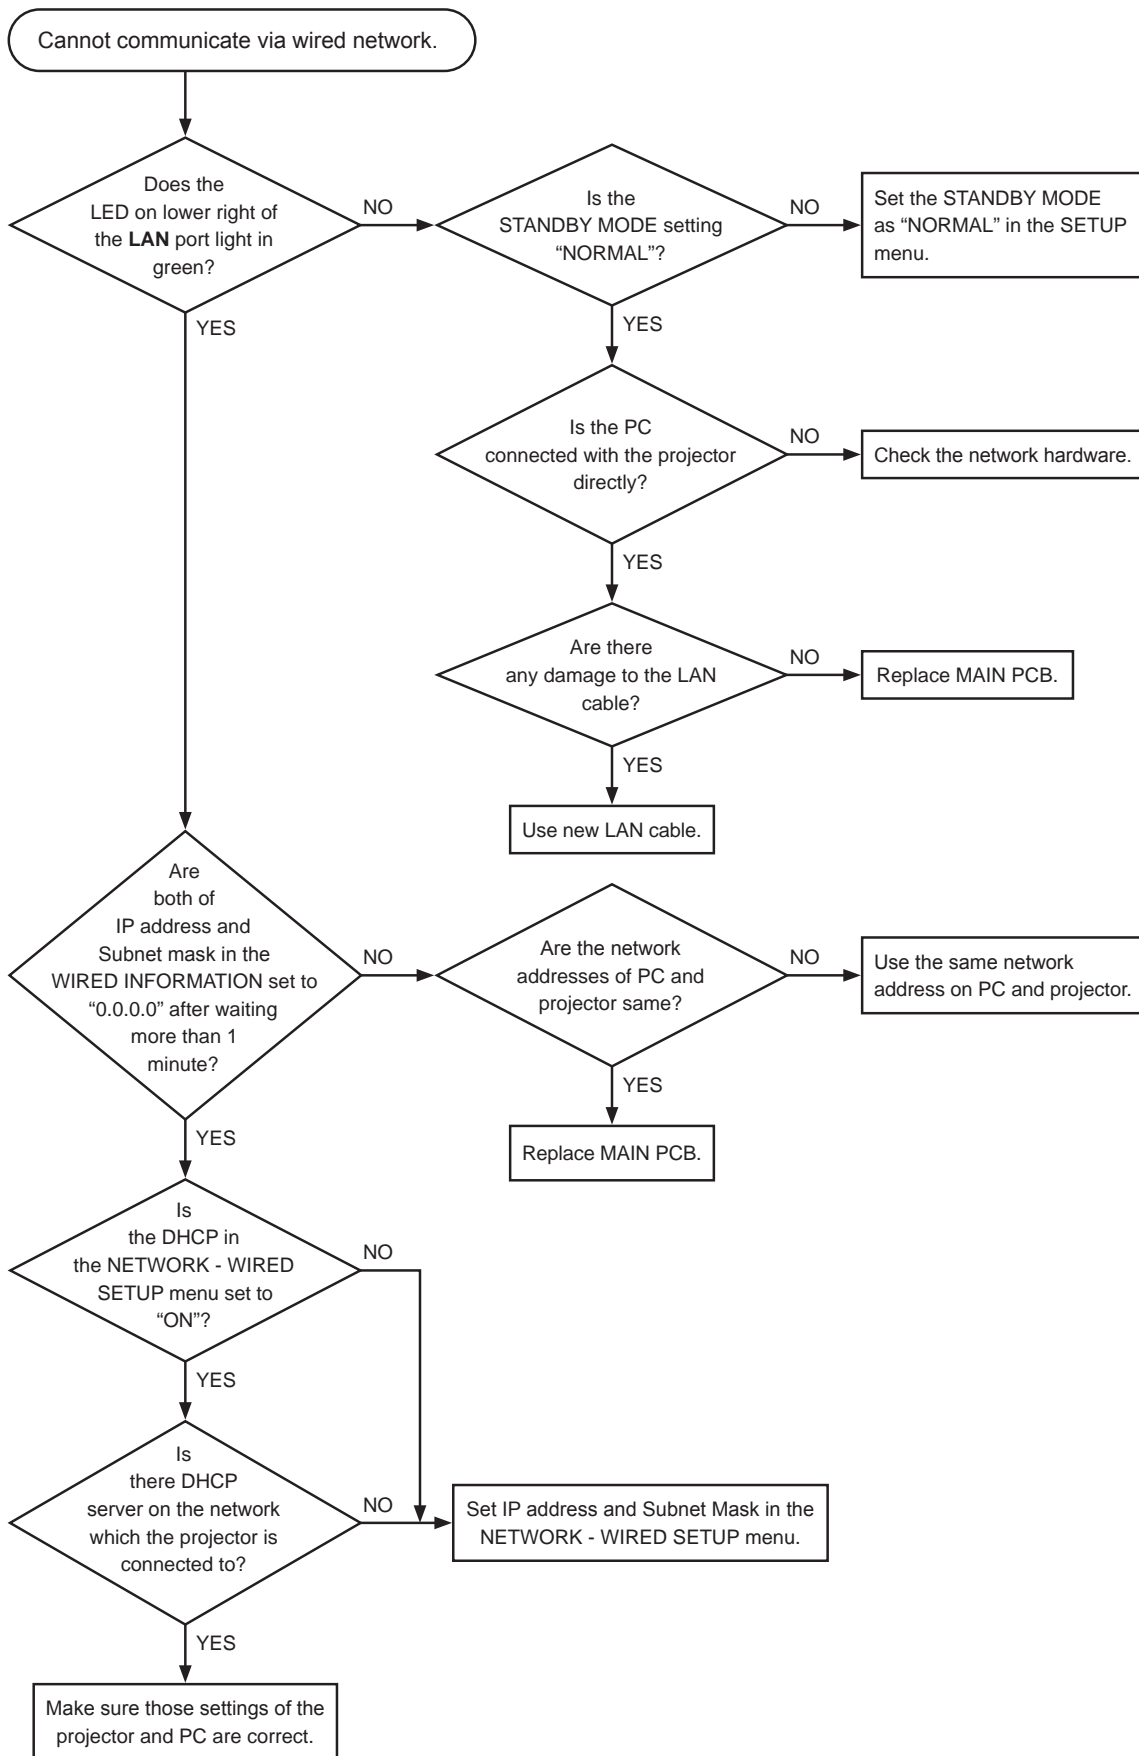 Cannot communicate via wired network.
Does the
LED on lower right of
the LAN port light in
green?
NO
YES
Is the
STANDBY MODE setting
“NORMAL”?
NO
Set the STANDBY MODE
as “NORMAL” in the SETUP
menu.
YES
Is the PC
connected with the projector
directly?
NO
Check the network hardware.
YES
Are there
any damage to the LAN
cable?
NO
Replace MAIN PCB.
YES
Use new LAN cable.
Are
both of
IP address and
Subnet mask in the
WIRED INFORMATION set to
“0.0.0.0” after waiting
more than 1
minute?
NO
YES
Are the network
addresses of PC and
projector same?
NO
Use the same network
address on PC and projector.
YES
Replace MAIN PCB.
Is
the DHCP in
the NETWORK - WIRED
SETUP menu set to
“ON”?
NO
YES
Is
there DHCP
server on the network
which the projector is
connected to?
NO
Set IP address and Subnet Mask in the
NETWORK - WIRED SETUP menu.
YES
Make sure those settings of the
projector and PC are correct.